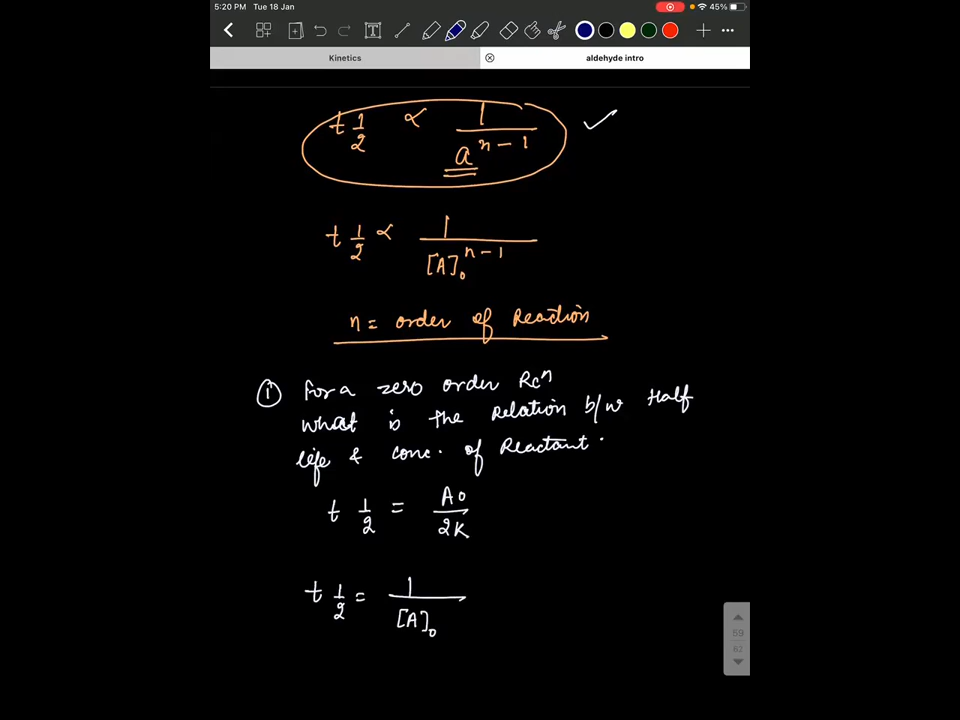 5:20 PM Tue 18 Jan
45%
Kinetics
aldehyde intro
t 1/2 ∝ 1/a^(n-1)
t 1/2 ∝ 1/[A]₀^(n-1)
n = order of Reaction
① For a zero order Rcⁿ
what is the Relation b/w Half
life & conc. of Reactant.
t 1/2 = A0/2K
t 1/2 = 1/[A]₀
59
62